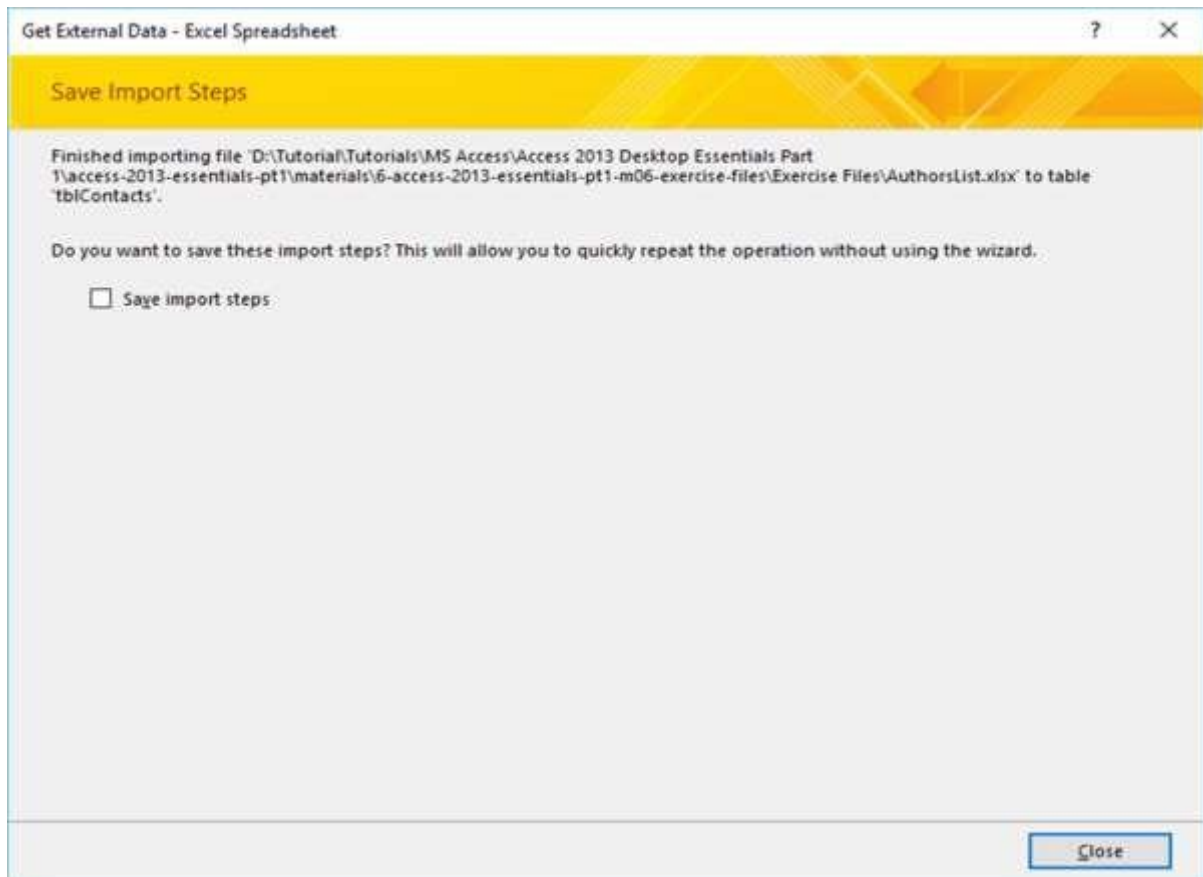 Get External Data - Excel Spreadsheet
?
Save Import Steps
Finished importing file 'D:\Tutorial\Tutorials\MS Access\Access 2013 Desktop Essentials Part
1\access-2013-essentials-pt1\materials\6-access-2013-essentials-pt1-m06-exercise-files\Exercise Files\AuthorsList.xlsx' to table
'tblContacts'.
Do you want to save these import steps? This will allow you to quickly repeat the operation without using the wizard.
Save import steps
Close